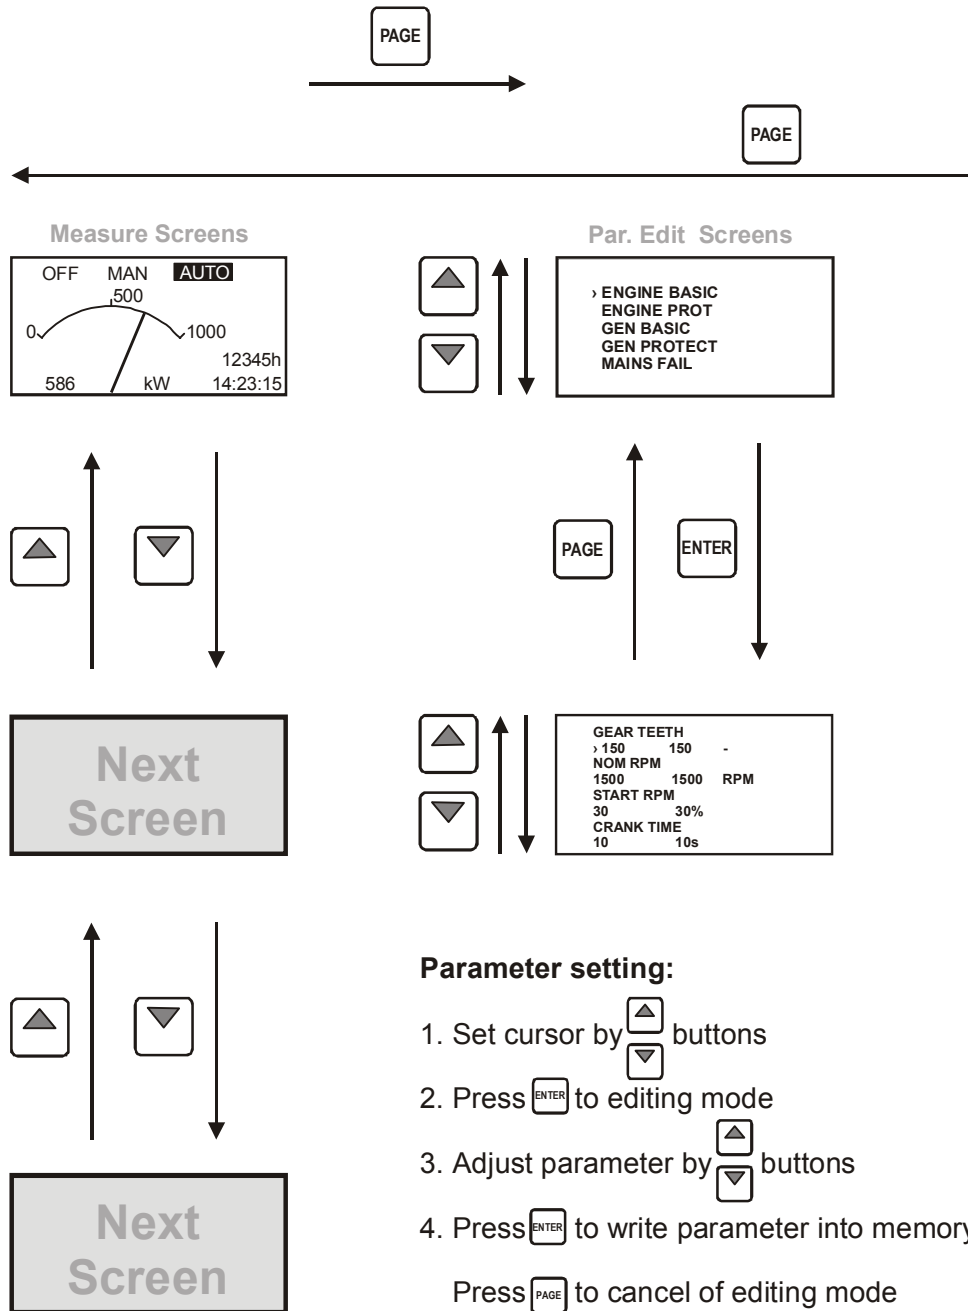 PAGE
PAGE
Measure Screens
OFF MAN AUTO
500
0 1000
12345h
586 kW 14:23:15
Par. Edit Screens
› ENGINE BASIC
ENGINE PROT
GEN BASIC
GEN PROTECT
MAINS FAIL
PAGE
ENTER
Next
Screen
GEAR TEETH
› 150 150 -
NOM RPM
1500 1500 RPM
START RPM
30 30%
CRANK TIME
10 10s
Next
Screen
Parameter setting:
1. Set cursor by buttons
2. Press ENTER to editing mode
3. Adjust parameter by buttons
4. Press ENTER to write parameter into memory
Press PAGE to cancel of editing mode